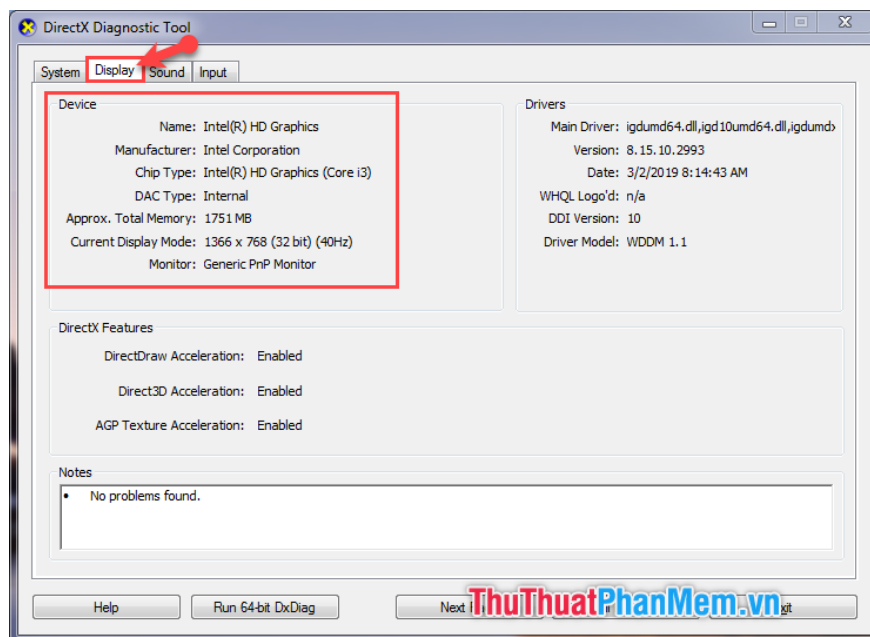 DirectX Diagnostic Tool
System Display Sound Input
Device
Name: Intel(R) HD Graphics
Manufacturer: Intel Corporation
Chip Type: Intel(R) HD Graphics (Core i3)
DAC Type: Internal
Approx. Total Memory: 1751 MB
Current Display Mode: 1366 x 768 (32 bit) (40Hz)
Monitor: Generic PnP Monitor
Drivers
Main Driver: igdumd64.dll,igd10umd64.dll,igdumdx
Version: 8.15.10.2993
Date: 3/2/2019 8:14:43 AM
WHQL Logo'd: n/a
DDI Version: 10
Driver Model: WDDM 1.1
DirectX Features
DirectDraw Acceleration: Enabled
Direct3D Acceleration: Enabled
AGP Texture Acceleration: Enabled
Notes
• No problems found.
Help
Run 64-bit DxDiag
Next
ThuThuatPhanMem.vn